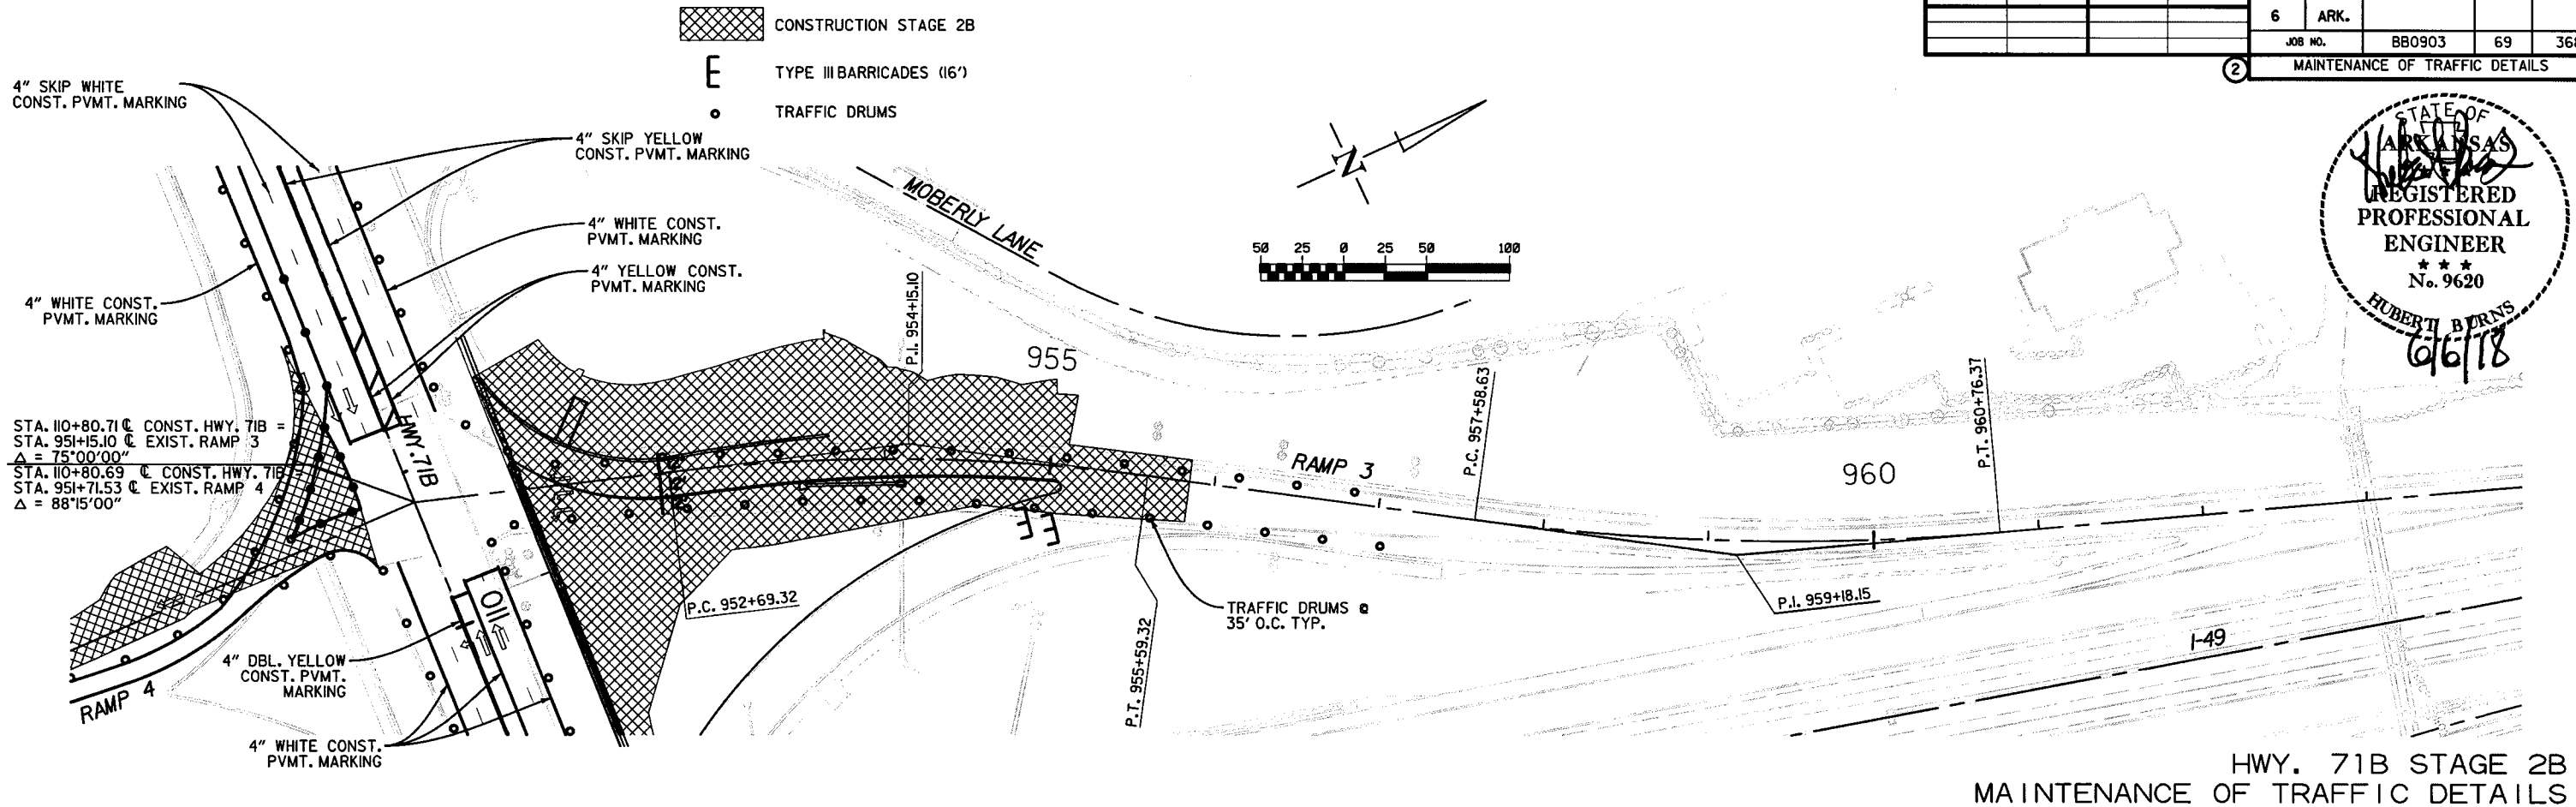 CONSTRUCTION STAGE 2B
TYPE III BARRICADES (16')
TRAFFIC DRUMS
6 ARK.
JOB NO. BB0903 69 368
2 MAINTENANCE OF TRAFFIC DETAILS
STATE OF
ARKANSAS
REGISTERED
PROFESSIONAL
ENGINEER
★ ★ ★
No. 9620
HUBERT BURNS
6/6/18
4" SKIP WHITE
CONST. PVMT. MARKING
4" SKIP YELLOW
CONST. PVMT. MARKING
4" WHITE CONST.
PVMT. MARKING
4" YELLOW CONST.
PVMT. MARKING
4" WHITE CONST.
PVMT. MARKING
N
50 25 0 25 50 100
MOBERLY LANE
P.I. 954+15.10
955
P.C. 957+58.63
P.T. 960+76.37
RAMP 3
960
HWY. 71B
STA. 110+80.71 ℄ CONST. HWY. 71B =
STA. 951+15.10 ℄ EXIST. RAMP 3
Δ = 75°00'00"
STA. 110+80.69 ℄ CONST. HWY. 71B =
STA. 951+71.53 ℄ EXIST. RAMP 4
Δ = 88°15'00"
110
P.C. 952+69.32
P.T. 955+59.32
TRAFFIC DRUMS @
35' O.C. TYP.
P.I. 959+18.15
I-49
4" DBL. YELLOW
CONST. PVMT.
MARKING
RAMP 4
4" WHITE CONST.
PVMT. MARKING
HWY. 71B STAGE 2B
MAINTENANCE OF TRAFFIC DETAILS